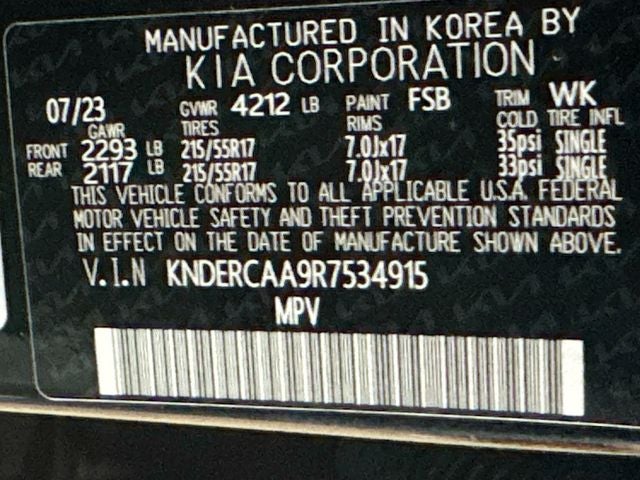 MANUFACTURED IN KOREA BY
KIA CORPORATION
07/23 GVWR 4212 LB PAINT FSB TRIM WK
GAWR TIRES RIMS COLD TIRE INFL
FRONT 2293 LB 215/55R17 7.0Jx17 35psi SINGLE
REAR 2117 LB 215/55R17 7.0Jx17 33psi SINGLE
THIS VEHICLE CONFORMS TO ALL APPLICABLE U.S.A. FEDERAL
MOTOR VEHICLE SAFETY AND THEFT PREVENTION STANDARDS
IN EFFECT ON THE DATE OF MANUFACTURE SHOWN ABOVE.
V.I.N KNDERCAA9R7534915
MPV